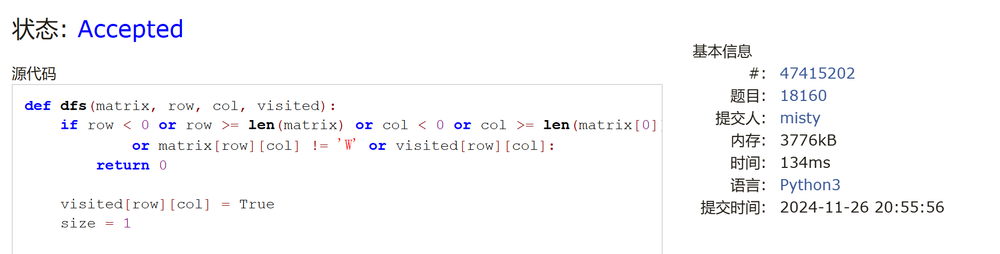 状态: Accepted
源代码
def dfs(matrix, row, col, visited):
if row < 0 or row >= len(matrix) or col < 0 or col >= len(matrix[0])
or matrix[row][col] != 'W' or visited[row][col]:
return 0
visited[row][col] = True
size = 1
基本信息
#: 47415202
题目: 18160
提交人: misty
内存: 3776kB
时间: 134ms
语言: Python3
提交时间: 2024-11-26 20:55:56